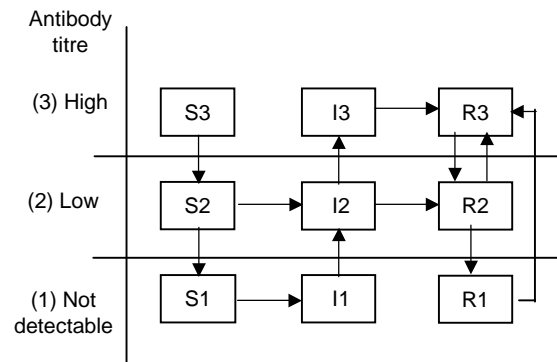 Antibody
titre
(3) High
S3 I3 R3
(2) Low
S2 I2 R2
(1) Not
detectable
S1 I1 R1